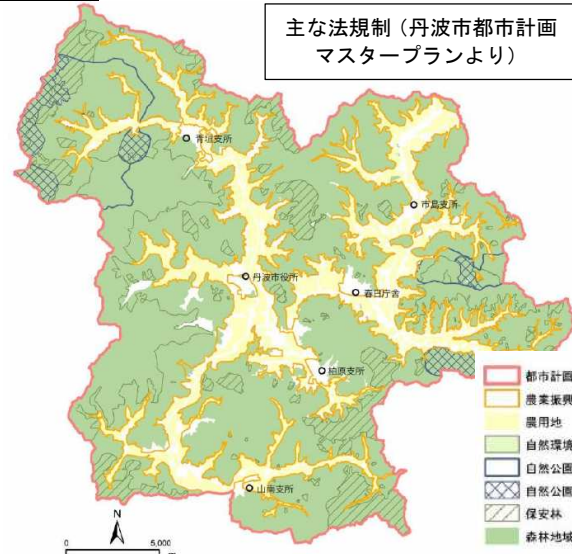 主な法規制（丹波市都市計画
マスタープランより）
青垣支所
市島支所
丹波市役所
春日庁舎
柏原支所
山南支所
都市計画
農業振興
農用地
自然環境
自然公園
自然公園
保安林
森林地域
N
0 5,000